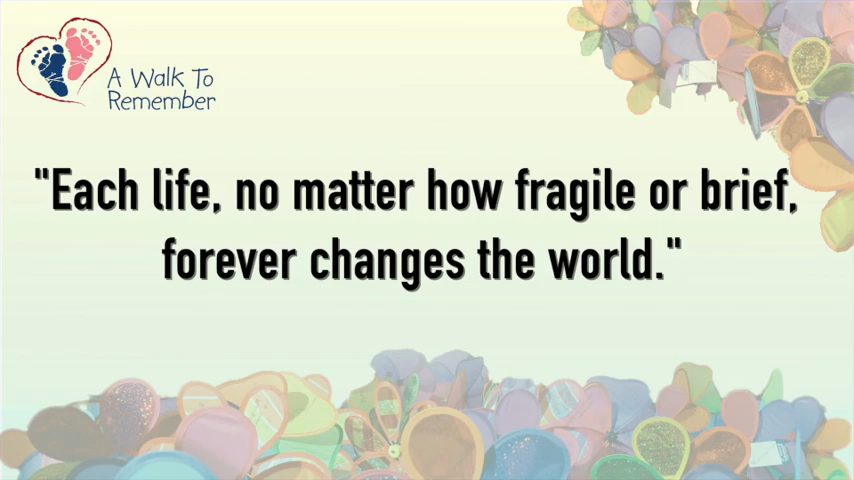 A Walk To
Remember
"Each life, no matter how fragile or brief,
forever changes the world."